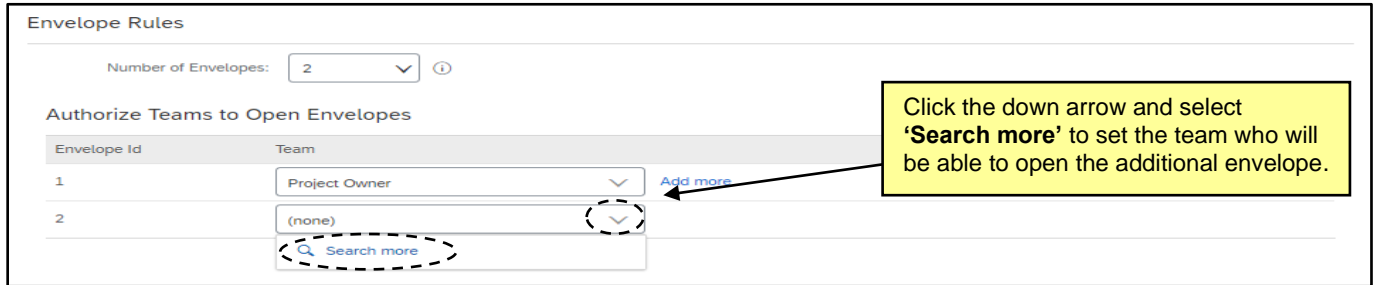 Envelope Rules
Number of Envelopes: 2
Authorize Teams to Open Envelopes
Envelope Id Team
1 Project Owner Add more
2 (none)
Search more
Click the down arrow and select
‘Search more’ to set the team who will
be able to open the additional envelope.